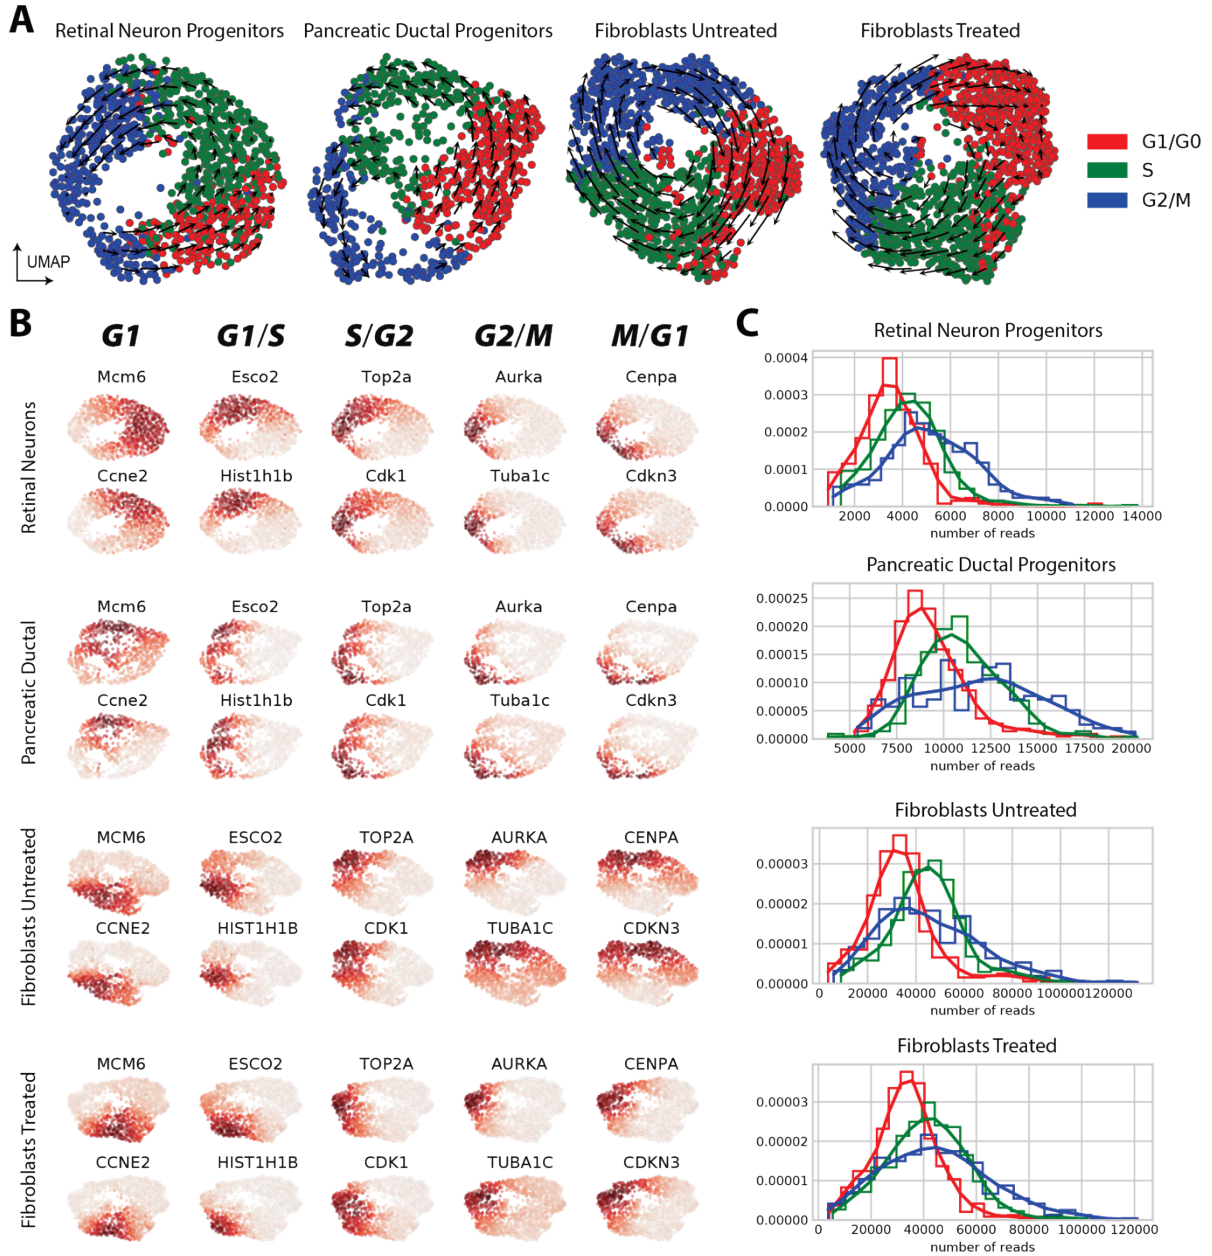 A
Retinal Neuron Progenitors
Pancreatic Ductal Progenitors
Fibroblasts Untreated
Fibroblasts Treated
G1/G0
S
G2/M
UMAP
B
G1 G1/S S/G2 G2/M M/G1
Retinal Neurons
Mcm6 Esco2 Top2a Aurka Cenpa
Ccne2 Hist1h1b Cdk1 Tuba1c Cdkn3
Pancreatic Ductal
Mcm6 Esco2 Top2a Aurka Cenpa
Ccne2 Hist1h1b Cdk1 Tuba1c Cdkn3
Fibroblasts Untreated
MCM6 ESCO2 TOP2A AURKA CENPA
CCNE2 HIST1H1B CDK1 TUBA1C CDKN3
Fibroblasts Treated
MCM6 ESCO2 TOP2A AURKA CENPA
CCNE2 HIST1H1B CDK1 TUBA1C CDKN3
C
Retinal Neuron Progenitors
0.0004
0.0003
0.0002
0.0001
0.0000
2000 4000 6000 8000 10000 12000 14000
number of reads
Pancreatic Ductal Progenitors
0.00025
0.00020
0.00015
0.00010
0.00005
0.00000
5000 7500 10000 12500 15000 17500 20000
number of reads
Fibroblasts Untreated
0.00003
0.00002
0.00001
0.00000
0 20000 40000 60000 80000 100000 120000
number of reads
Fibroblasts Treated
0.00003
0.00002
0.00001
0.00000
0 20000 40000 60000 80000 100000 120000
number of reads